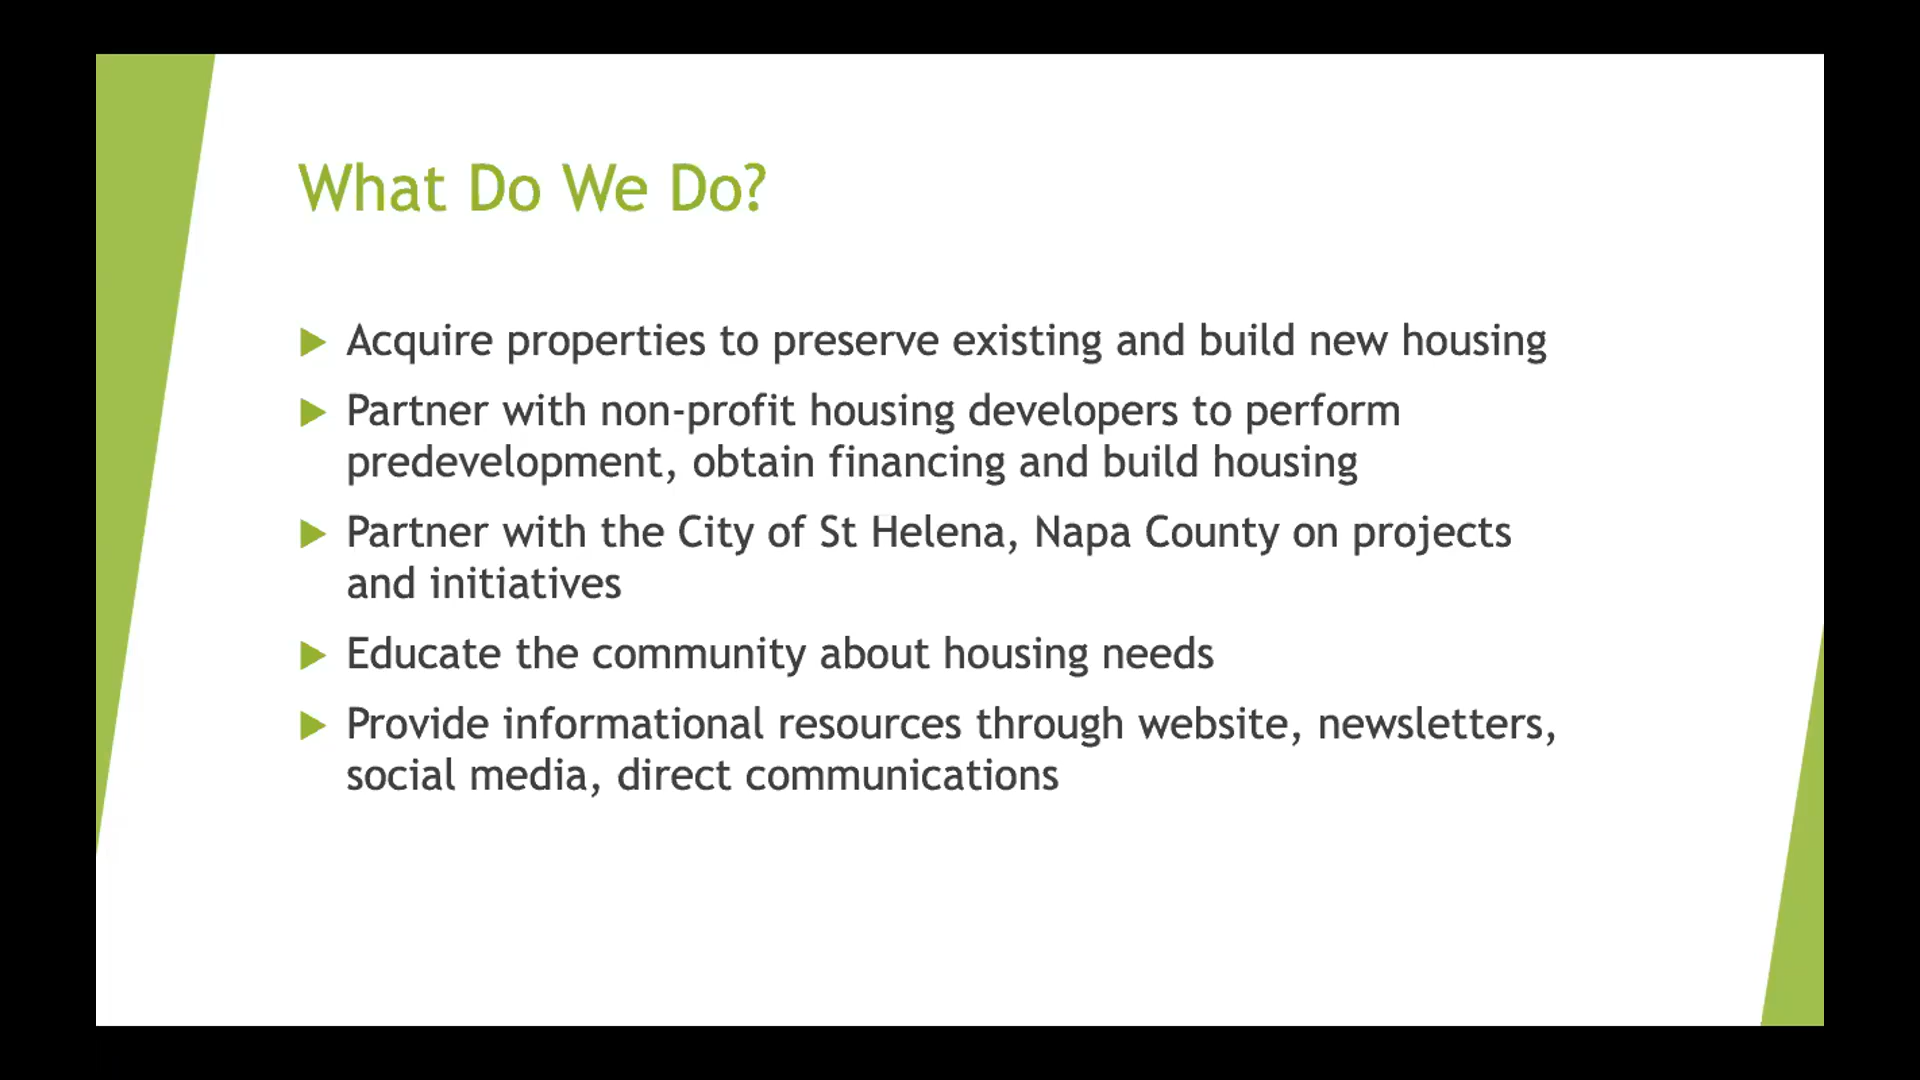 What Do We Do?
Acquire properties to preserve existing and build new housing
Partner with non-profit housing developers to perform
predevelopment, obtain financing and build housing
Partner with the City of St Helena, Napa County on projects
and initiatives
Educate the community about housing needs
Provide informational resources through website, newsletters,
social media, direct communications